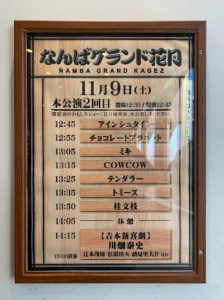 なんばグランド花月
NAMBA GRAND KAGEZ
11月9日(土)
本公演2回目 開場12:30/開演12:45
12:45 アインシュタイン
12:55 チョコレートプラネット
13:05 ミキ
13:15 COWCOW
13:25 テンダラー
13:35 トミーズ
13:50 桂文枝
14:05 休憩
14:15 【吉本新喜劇】
川畑泰史
15:00終演